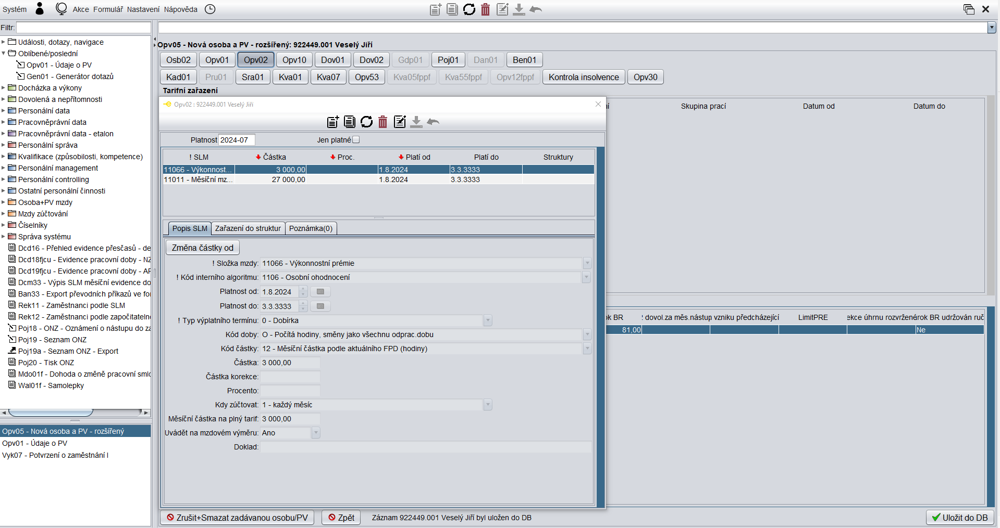 Systém Akce Formulář Nastavení Nápověda
Filtr:
Události, dotazy, navigace
Oblíbené/poslední
Opv01 - Údaje o PV
Gen01 - Generátor dotazů
Docházka a výkony
Dovolená a nepřítomnosti
Personální data
Pracovněprávní data
Pracovněprávní data - etalon
Personální správa
Kvalifikace (způsobilosti, kompetence)
Personální management
Personální controlling
Ostatní personální činnosti
Osoba+PV mzdy
Mzdy zúčtování
Číselníky
Správa systému
Dcd16 - Přehled evidence přesčasů - de
Dcd18fjcu - Evidence pracovní doby - NZ
Dcd19fjcu - Evidence pracovní doby - AF
Dcm33 - Výpis SLM měsíční evidence do
Ban33 - Export převodních příkazů ve for
Rek11 - Zaměstnanci podle SLM
Rek12 - Zaměstnanci podle započitatelno
Poj18 - ONZ - Oznámení o nástupu do za
Poj19 - Seznam ONZ
Poj19a - Seznam ONZ - Export
Poj20 - Tisk ONZ
Mdo01f - Dohoda o změně pracovní smlo
Wal01f - Samolepky
Opv05 - Nová osoba a PV - rozšířený
Opv01 - Údaje o PV
Vyk07 - Potvrzení o zaměstnání I
Opv05 - Nová osoba a PV - rozšířený: 922449.001 Veselý Jiří
Osb02 Opv01 Opv02 Opv10 Dov01 Dov02 Gdp01 Poj01 Dan01 Ben01
Kad01 Pru01 Sra01 Kva01 Kva07 Opv53 Kva05fppf Kva55fppf Opv12fppf Kontrola insolvence Opv30
Tarifní zařazení
Opv02 : 922449.001 Veselý Jiří
Platnost 2024-07 Jen platné
! SLM Částka Proc. Platí od Platí do Struktury
11066 - Výkonnost... 3 000,00 1.8.2024 3.3.3333
11011 - Měsíční mz... 27 000,00 1.8.2024 3.3.3333
Popis SLM Zařazení do struktur Poznámka(0)
Změna částky od
! Složka mzdy: 11066 - Výkonnostní prémie
! Kód interního algoritmu: 1106 - Osobní ohodnocení
Platnost od: 1.8.2024
Platnost do: 3.3.3333
! Typ výplatního termínu: 0 - Dobírka
Kód doby: O - Počítá hodiny, směny jako všechnu odprac.dobu
Kód částky: 12 - Měsíční částka podle aktuálního FPD (hodiny)
Částka: 3 000,00
Částka korekce:
Procento:
Kdy zúčtovat: 1 - každý měsíc
Měsíční částka na plný tarif: 3 000,00
Uvádět na mzdovém výměru: Ano
Doklad:
ní Skupina prací Datum od Datum do
ok BR dovol.za měs.nástup vzniku předcházející LimitPRE ekce úhrnu rozvržené rok BR udržován ruč
81,00 Ne
Zrušit+Smazat zadávanou osobu/PV Zpět Záznam 922449.001 Veselý Jiří byl uložen do DB Uložit do DB